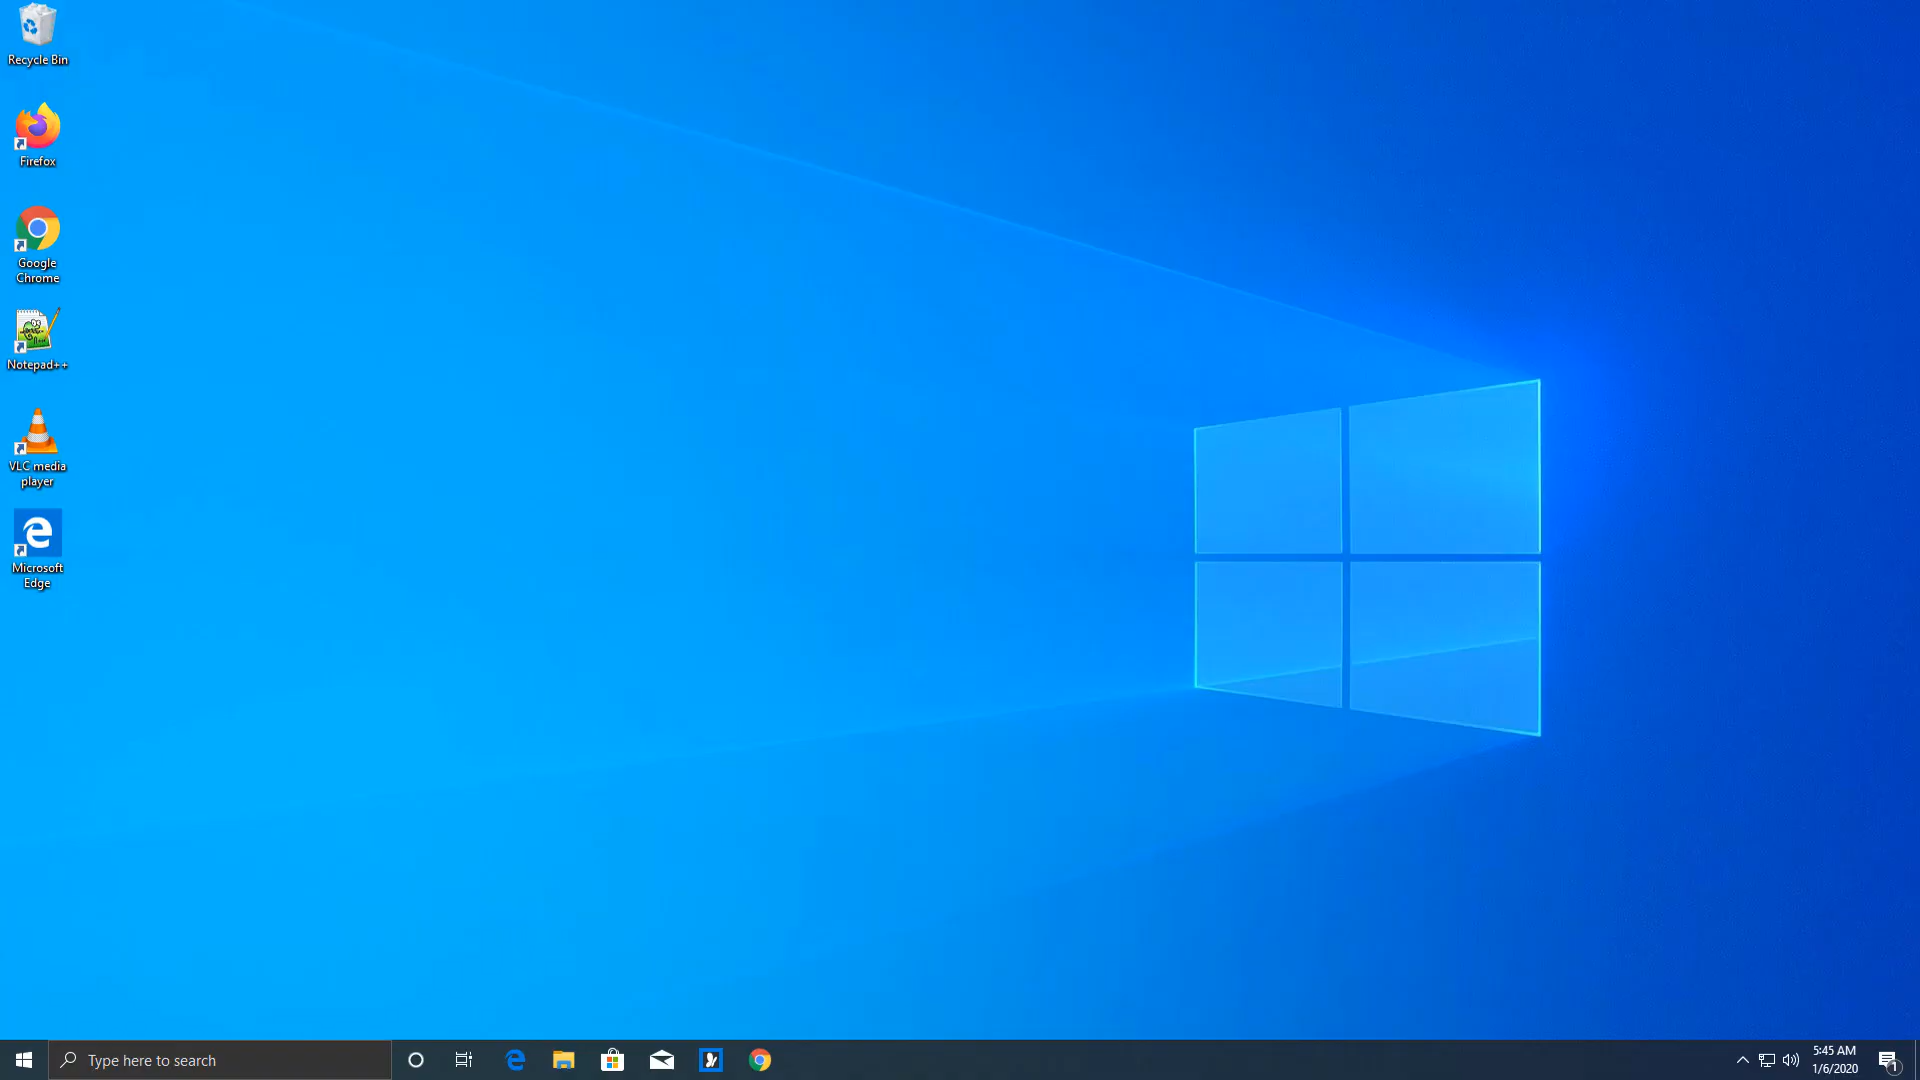 Recycle Bin
Firefox
Google
Chrome
Notepad++
VLC media
player
Microsoft
Edge
Type here to search
5:45 AM
1/6/2020
1